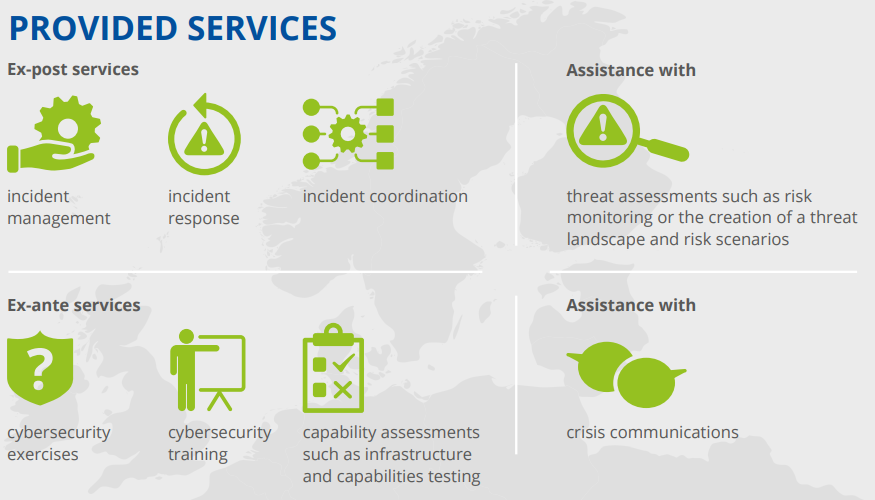 PROVIDED SERVICES
Ex-post services
incident
management
incident
response
incident coordination
Assistance with
threat assessments such as risk
monitoring or the creation of a threat
landscape and risk scenarios
Ex-ante services
?
cybersecurity
exercises
cybersecurity
training
capability assessments
such as infrastructure
and capabilities testing
Assistance with
crisis communications